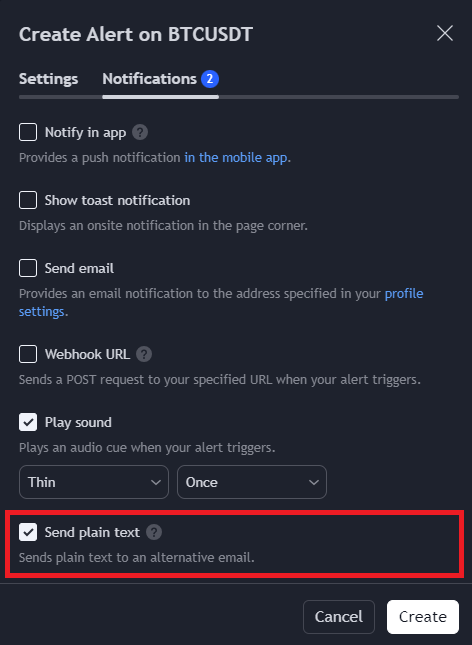 Create Alert on BTCUSDT
Settings
Notifications 2
Notify in app ?
Provides a push notification in the mobile app.
Show toast notification
Displays an onsite notification in the page corner.
Send email
Provides an email notification to the address specified in your profile
settings.
Webhook URL ?
Sends a POST request to your specified URL when your alert triggers.
Play sound
Plays an audio cue when your alert triggers.
Thin
Once
Send plain text ?
Sends plain text to an alternative email.
Cancel
Create